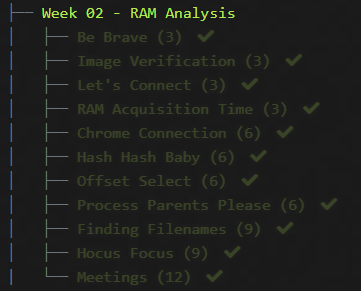 Week 02 - RAM Analysis
Be Brave (3) ✔
Image Verification (3) ✔
Let's Connect (3) ✔
RAM Acquisition Time (3) ✔
Chrome Connection (6) ✔
Hash Hash Baby (6) ✔
Offset Select (6) ✔
Process Parents Please (6) ✔
Finding Filenames (9) ✔
Hocus Focus (9) ✔
Meetings (12) ✔